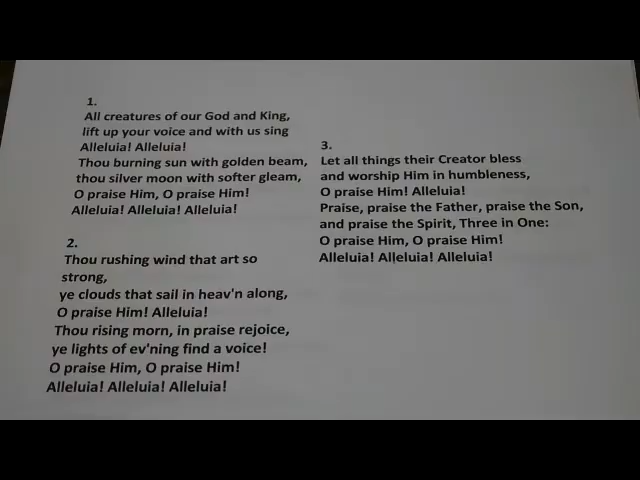 1.
All creatures of our God and King,
lift up your voice and with us sing
Alleluia! Alleluia!
Thou burning sun with golden beam,
thou silver moon with softer gleam,
O praise Him, O praise Him!
Alleluia! Alleluia! Alleluia!
2.
Thou rushing wind that art so
strong,
ye clouds that sail in heav'n along,
O praise Him! Alleluia!
Thou rising morn, in praise rejoice,
ye lights of ev'ning find a voice!
O praise Him, O praise Him!
Alleluia! Alleluia! Alleluia!
3.
Let all things their Creator bless
and worship Him in humbleness,
O praise Him! Alleluia!
Praise, praise the Father, praise the Son,
and praise the Spirit, Three in One:
O praise Him, O praise Him!
Alleluia! Alleluia! Alleluia!